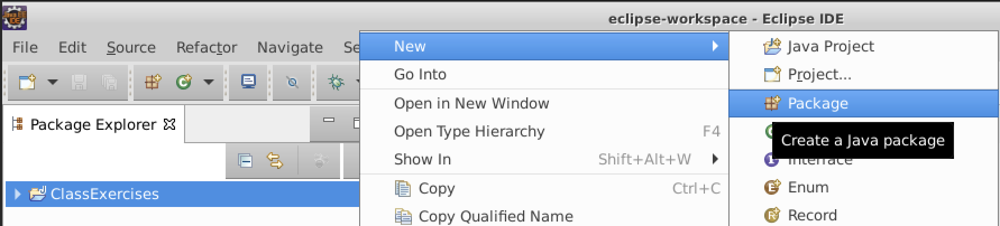 eclipse-workspace - Eclipse IDE
File Edit Source Refactor Navigate Se
Package Explorer
ClassExercises
New
Go Into
Open in New Window
Open Type Hierarchy F4
Show In Shift+Alt+W
Copy Ctrl+C
Copy Qualified Name
Java Project
Project...
Package
Create a Java package
Interface
Enum
Record